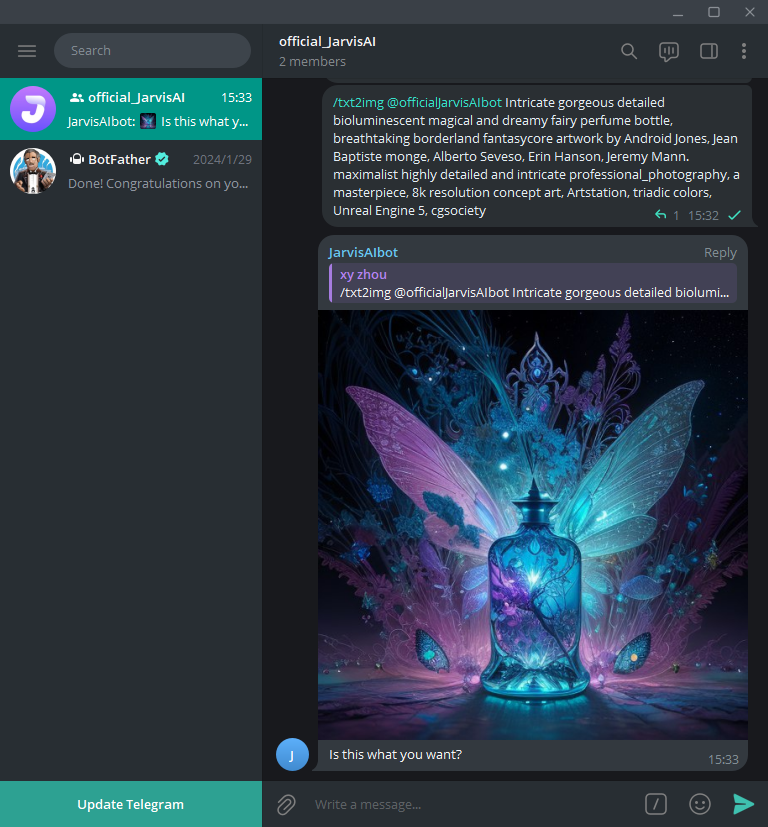 Search
official_JarvisAI
2 members
official_JarvisAI 15:33
JarvisAIbot: Is this what y...
BotFather 2024/1/29
Done! Congratulations on yo...
/txt2img @officialJarvisAIbot Intricate gorgeous detailed
bioluminescent magical and dreamy fairy perfume bottle,
breathtaking borderland fantasycore artwork by Android Jones, Jean
Baptiste monge, Alberto Seveso, Erin Hanson, Jeremy Mann.
maximalist highly detailed and intricate professional_photography, a
masterpiece, 8k resolution concept art, Artstation, triadic colors,
Unreal Engine 5, cgsociety
1 15:32
JarvisAIbot Reply
xy zhou
/txt2img @officialJarvisAIbot Intricate gorgeous detailed biolumi...
J
Is this what you want?
15:33
Update Telegram
Write a message...